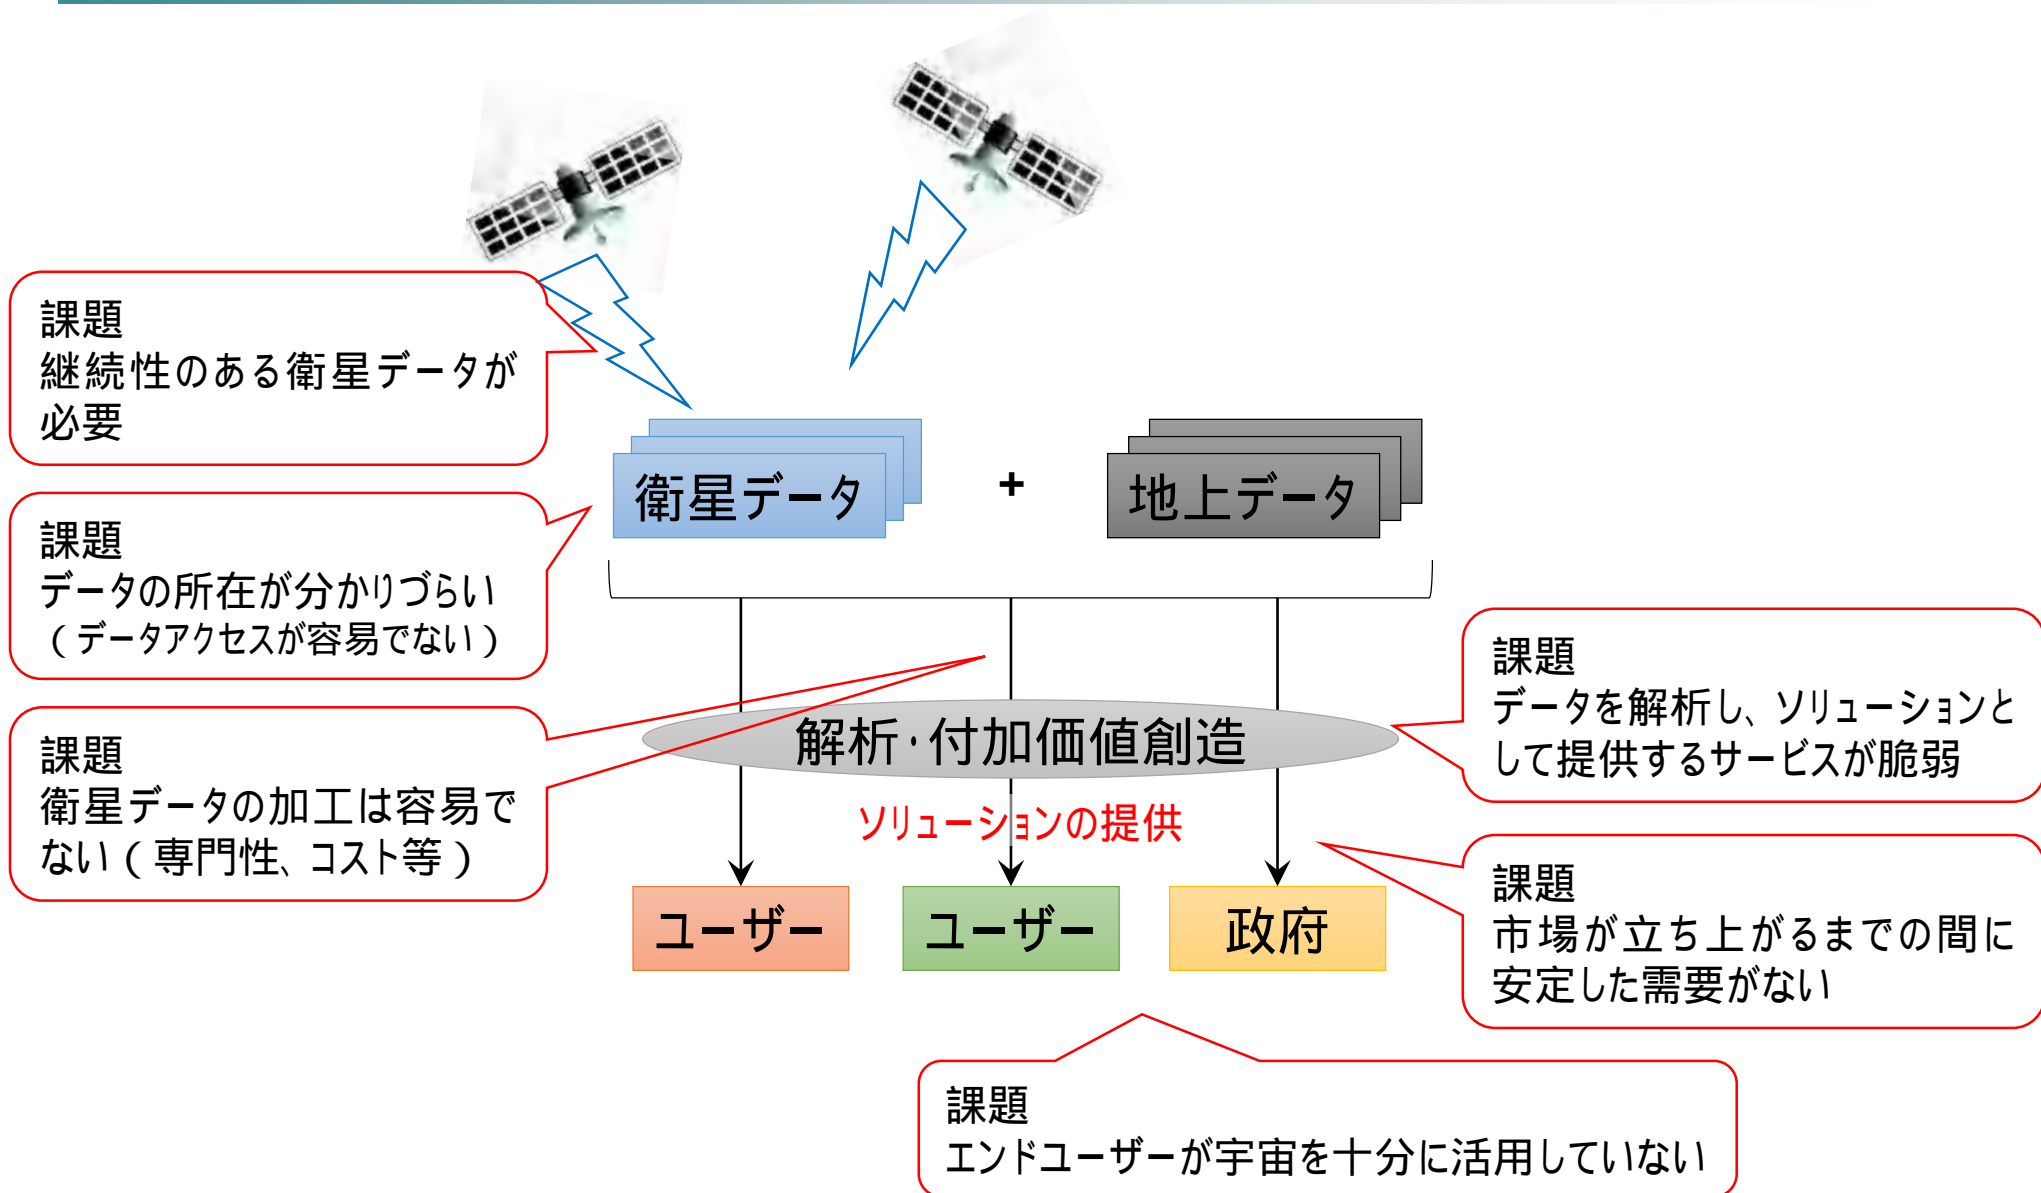 課題
継続性のある衛星データが
必要
衛星データ
+
地上データ
課題
データの所在が分かりづらい
（データアクセスが容易でない）
課題
衛星データの加工は容易で
ない（専門性、コスト等）
解析・付加価値創造
課題
データを解析し、ソリューションと
して提供するサービスが脆弱
ソリューションの提供
ユーザー
ユーザー
政府
課題
市場が立ち上がるまでの間に
安定した需要がない
課題
エンドユーザーが宇宙を十分に活用していない